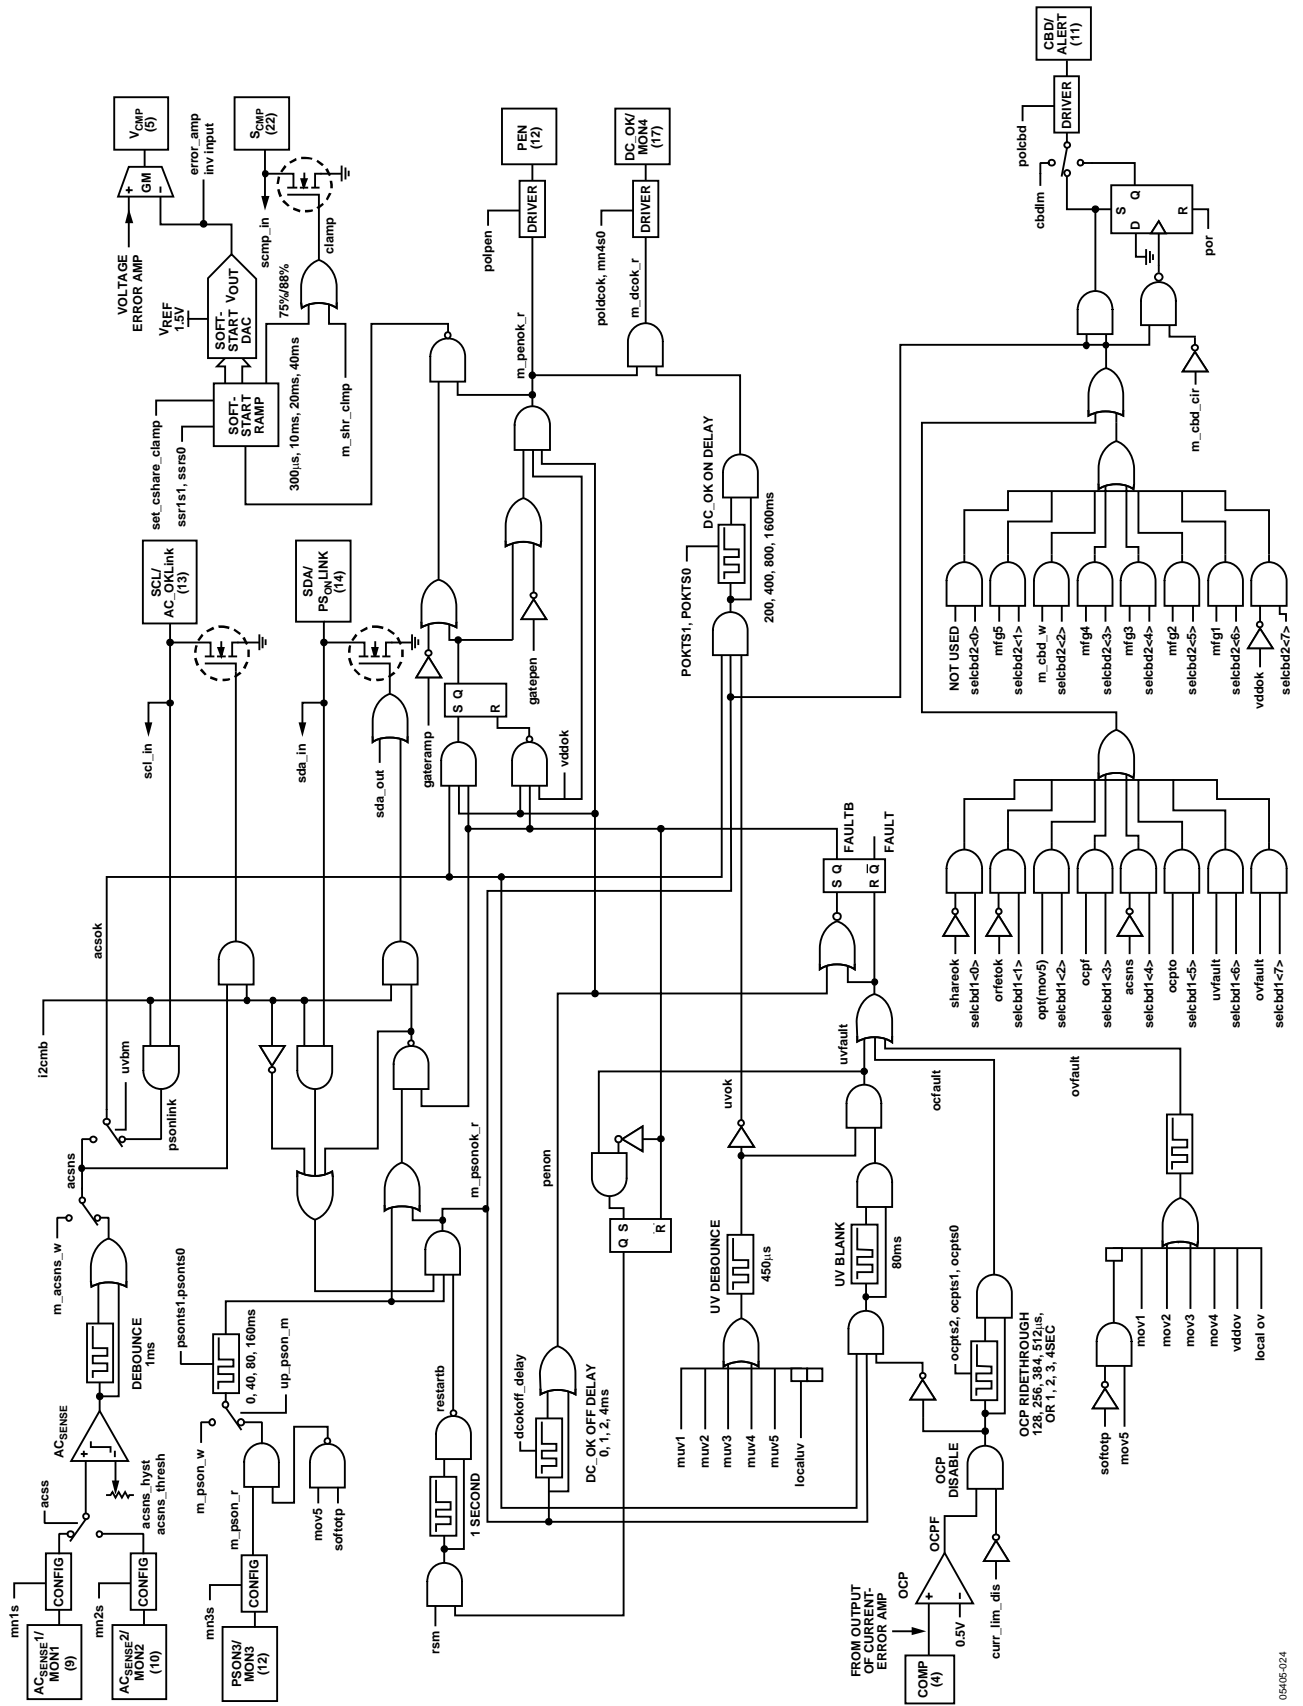 mn1s
AC_SENSE1/
MON1
(9)
CONFIG
mn2s
AC_SENSE2/
MON2
(10)
CONFIG
acss
AC_SENSE
+
–
acsns_hyst
acsns_thresh
DEBOUNCE
1ms
m_acsns_w
acsns
psonlink
uvbm
acsok
i2cmb
scl_in
SCL/
AC_OKLink
(13)
mn3s
PSON3/
MON3
(12)
CONFIG
m_pson_r
m_pson_w
mov5
softotp
up_pson_m
psonts1.psonts0
0, 40, 80, 160ms
sda_in
SDA/
PS_ONLINK
(14)
sda_out
rsm
1 SECOND
restartb
m_psonok_r
gateramp
S
Q
R
gatepen
vddok
set_cshare_clamp
ssr1s1, ssrs0
SOFT-
START
RAMP
300µs, 10ms, 20ms, 40ms
m_shr_clmp
VREF
1.5V
SOFT-
START
DAC
VOUT
75%/88%
VOLTAGE
ERROR AMP
+
–
GM
V_CMP
(5)
error_amp
inv input
scmp_in
S_CMP
(22)
clamp
m_penok_r
polpen
DRIVER
PEN
(12)
dcokoff_delay
DC_OK OFF DELAY
0, 1, 2, 4ms
penon
Q
S
R
POKTS1, POKTS0
DC_OK ON DELAY
200, 400, 800, 1600ms
m_dcok_r
poldcok, mn4s0
DRIVER
DC_OK/
MON4
(17)
muv1
muv2
muv3
muv4
muv5
localuv
UV DEBOUNCE
450µs
uvok
UV BLANK
80ms
uvfault
S
Q
R
Q
FAULTB
FAULT
FROM OUTPUT
OF CURRENT-
ERROR AMP
COMP
(4)
OCP
+
–
0.5V
OCPF
curr_lim_dis
OCP
DISABLE
ocpts2, ocpts1, ocpts0
OCP RIDETHROUGH
128, 256, 384, 512µs,
OR 1, 2, 3, 4SEC
ocfault
softotp
mov5
mov1
mov2
mov3
mov4
vddov
local ov
ovfault
shareok
selcbd1<0>
orfetok
selcbd1<1>
opt(mov5)
selcbd1<2>
ocpf
selcbd1<3>
acsns
selcbd1<4>
ocpto
selcbd1<5>
uvfault
selcbd1<6>
ovfault
selcbd1<7>
NOT USED
selcbd2<0>
mfg5
selcbd2<1>
m_cbd_w
selcbd2<2>
mfg4
selcbd2<3>
mfg3
selcbd2<4>
mfg2
selcbd2<5>
mfg1
selcbd2<6>
vddok
selcbd2<7>
m_cbd_cir
S
D
Q
R
por
cbdlm
polcbd
DRIVER
CBD/
ALERT
(11)
05405-024